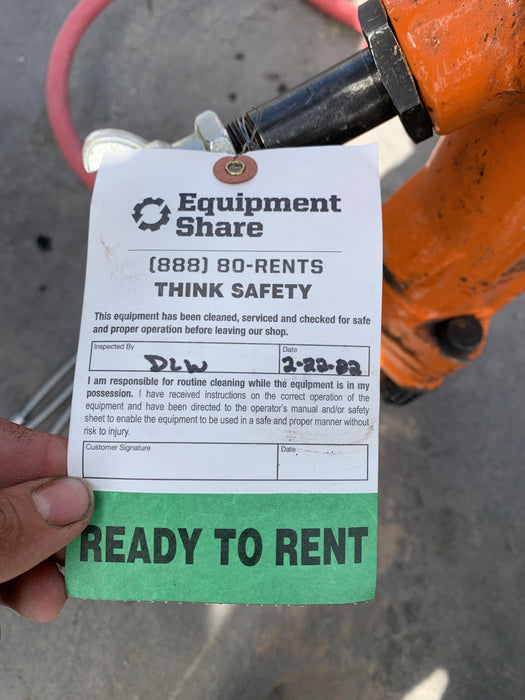 Equipment
Share
(888) 80-RENTS
THINK SAFETY
This equipment has been cleaned, serviced and checked for safe
and proper operation before leaving our shop.
Inspected By Date
DLW 2-22-22
I am responsible for routine cleaning while the equipment is in my
possession. I have received instructions on the correct operation of the
equipment and have been directed to the operator's manual and/or safety
sheet to enable the equipment to be used in a safe and proper manner without
risk to injury.
Customer Signature Date
READY TO RENT